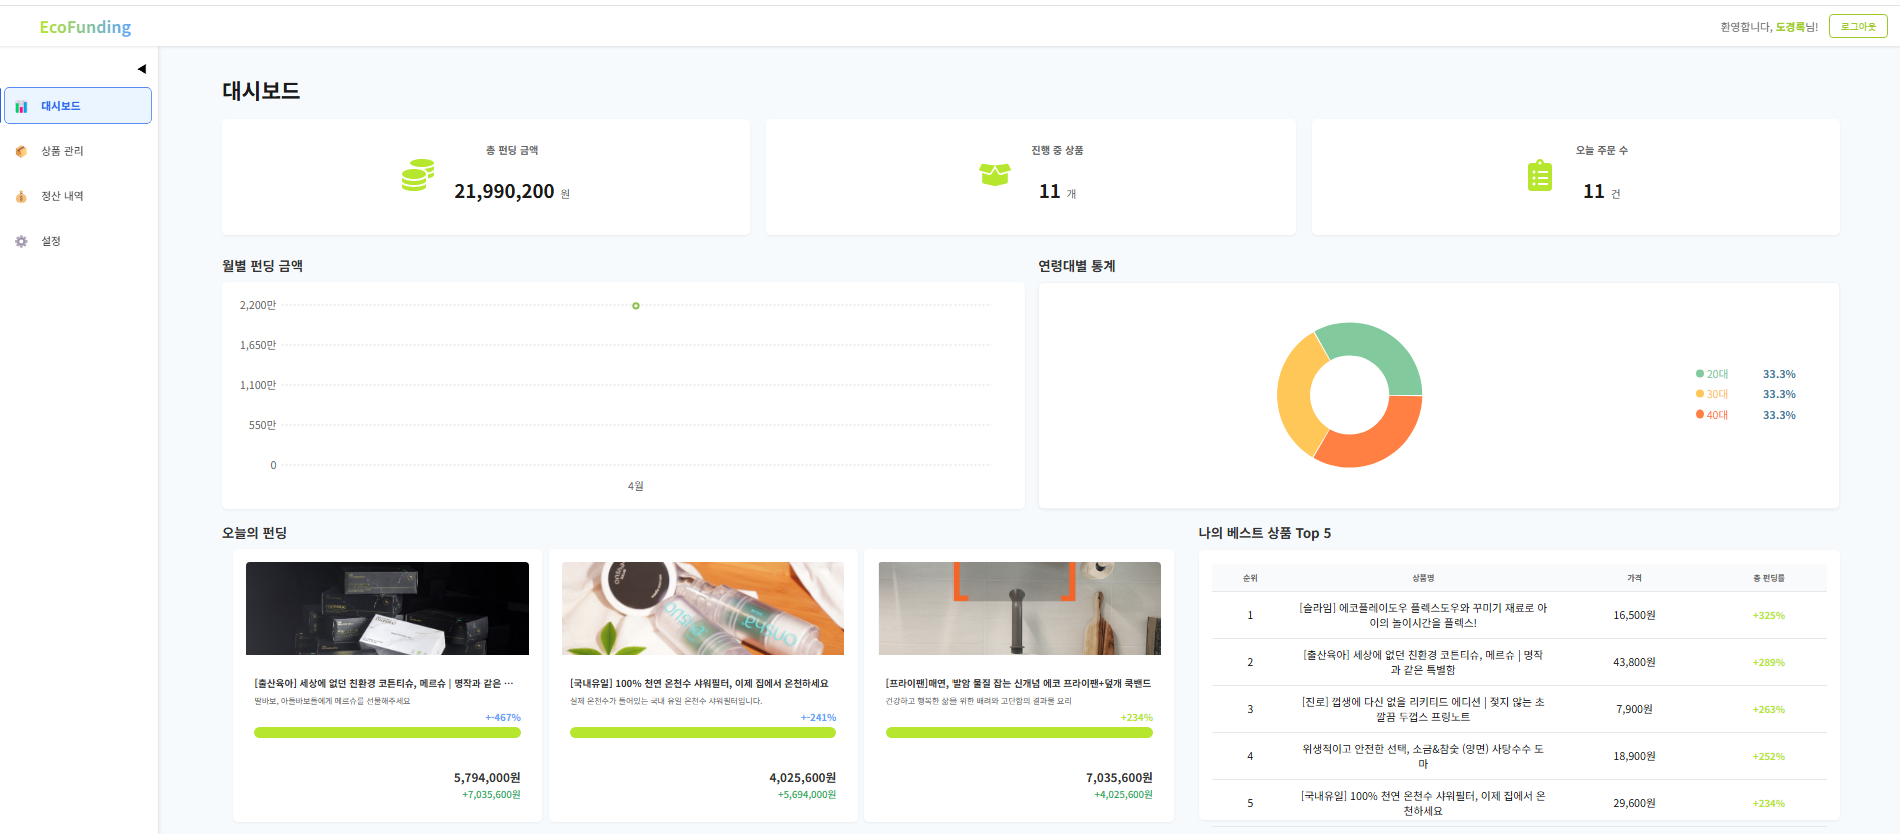 EcoFunding
환영합니다, 도경록님!
로그아웃
대시보드
상품 관리
정산 내역
설정
대시보드
총 펀딩 금액
21,990,200 원
진행 중 상품
11 개
오늘 주문 수
11 건
월별 펀딩 금액
2,200만
1,650만
1,100만
550만
0
4월
연령대별 통계
20대 33.3%
30대 33.3%
40대 33.3%
오늘의 펀딩
[출산육아] 세상에 없던 친환경 코튼티슈, 메르슈 | 명작과 같은 ···
딸바보, 아들바보들에게 메르슈를 선물해주세요
+-467%
5,794,000원
+7,035,600원
[국내유일] 100% 천연 온천수 샤워필터, 이제 집에서 온천하세요
실제 온천수가 들어있는 국내 유일 온천수 샤워필터입니다.
+-241%
4,025,600원
+5,694,000원
[프라이팬]매연, 발암 물질 잡는 신개념 에코 프라이팬+덮개 쿡밴드
건강하고 행복한 삶을 위한 배려와 고단함의 결과물 요리
+234%
7,035,600원
+4,025,600원
나의 베스트 상품 Top 5
순위 상품명 가격 총 펀딩률
1 [슬라임] 에코플레이도우 플렉스도우와 꾸미기 재료로 아 16,500원 +325%
이의 놀이시간을 플렉스!
2 [출산육아] 세상에 없던 친환경 코튼티슈, 메르슈 | 명작 43,800원 +289%
과 같은 특별함
3 [진로] 껍생에 다신 없을 리키티드 에디션 | 젖지 않는 초 7,900원 +263%
깔끔 두껍스 프링노트
4 위생적이고 안전한 선택, 소금&참숯 (양면) 사탕수수 도 18,900원 +252%
마
5 [국내유일] 100% 천연 온천수 샤워필터, 이제 집에서 온 29,600원 +234%
천하세요